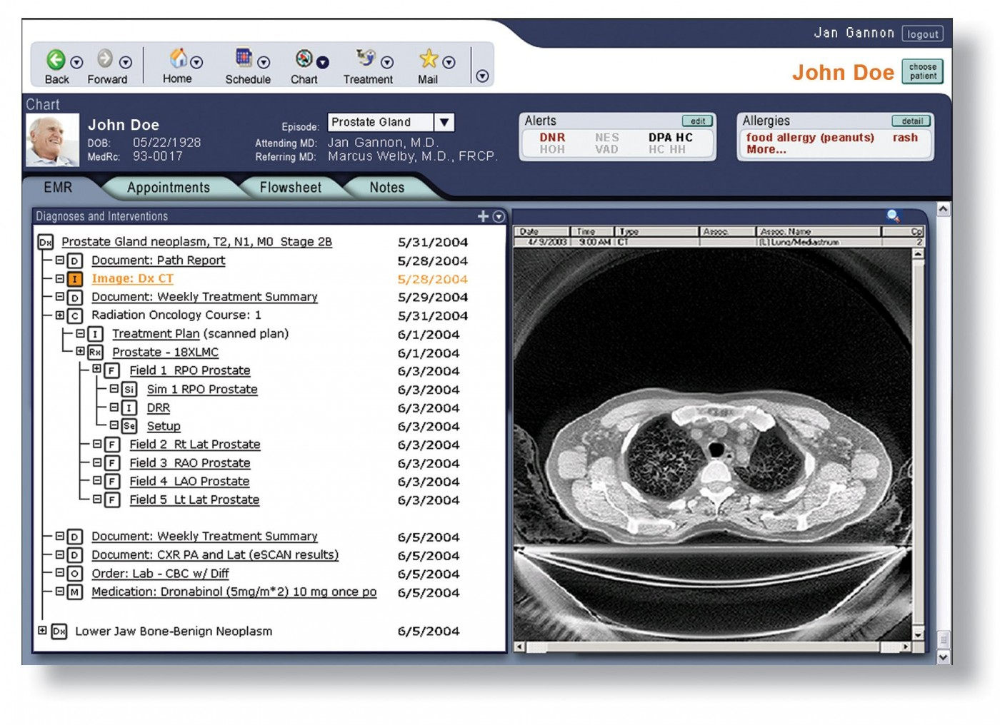 Jan Gannon logout
Back Forward Home Schedule Chart Treatment Mail
John Doe choose patient
Chart
John Doe
DOB: 05/22/1928
MedRc: 93-0017
Episode: Prostate Gland
Attending MD: Jan Gannon, M.D.
Referring MD: Marcus Welby, M.D., FRCP.
Alerts edit
DNR NES DPA HC
HOH VAD HC HH
Allergies detail
food allergy (peanuts) rash
More...
EMR Appointments Flowsheet Notes
Diagnoses and Interventions
Dx Prostate Gland neoplasm, T2, N1, M0 Stage 2B 5/31/2004
D Document: Path Report 5/28/2004
I Image: Dx CT 5/28/2004
D Document: Weekly Treatment Summary 5/29/2004
C Radiation Oncology Course: 1 5/31/2004
I Treatment Plan (scanned plan) 6/1/2004
Rx Prostate - 18XLMC 6/1/2004
F Field 1 RPO Prostate 6/3/2004
Si Sim 1 RPO Prostate 6/3/2004
I DRR 6/3/2004
Se Setup 6/3/2004
F Field 2 Rt Lat Prostate 6/3/2004
F Field 3 RAO Prostate 6/3/2004
F Field 4 LAO Prostate 6/3/2004
F Field 5 Lt Lat Prostate 6/3/2004
D Document: Weekly Treatment Summary 6/5/2004
D Document: CXR PA and Lat (eSCAN results) 6/5/2004
O Order: Lab - CBC w/ Diff 6/5/2004
M Medication: Dronabinol (5mg/m*2) 10 mg once po 6/5/2004
Dx Lower Jaw Bone-Benign Neoplasm 6/5/2004
Date Time Type Assoc. Assoc. Name Cp
4/ 9/2003 9:00 AM CT [L] Lung/Mediastnum 2